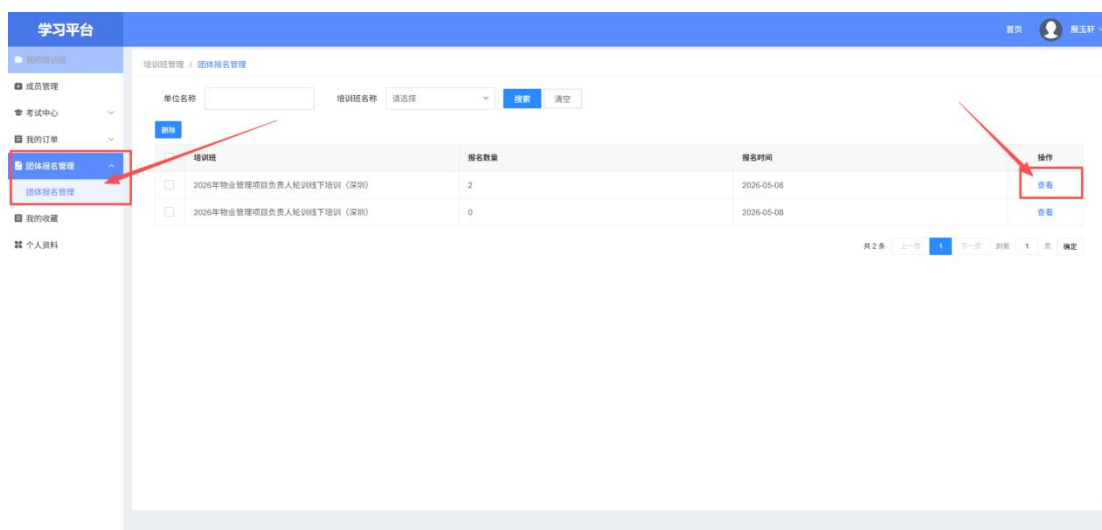 学习平台
首页 殷玉轩
我的培训班
培训班管理 / 团体报名管理
成员管理
单位名称 培训班名称 请选择 搜索 清空
考试中心
删除
我的订单
培训班 报名数量 报名时间 操作
团体报名管理
2026年物业管理项目负责人轮训线下培训（深圳） 2 2026-05-08 查看
团体报名管理
2026年物业管理项目负责人轮训线下培训（深圳） 0 2026-05-08 查看
我的收藏
个人资料
共 2 条 上一页 1 下一页 到第 1 页 确定